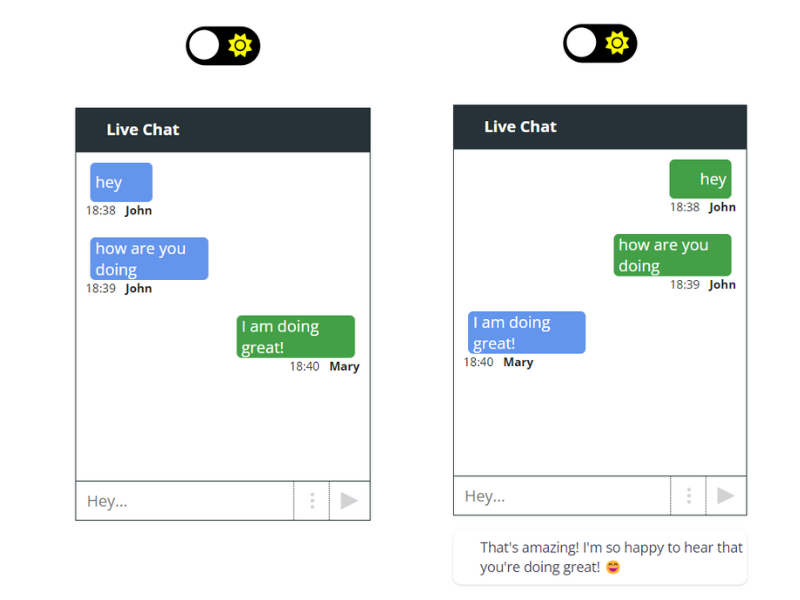 Live Chat
hey
18:38 John
how are you
doing
18:39 John
I am doing
great!
18:40 Mary
Hey...
Live Chat
hey
18:38 John
how are you
doing
18:39 John
I am doing
great!
18:40 Mary
Hey...
That's amazing! I'm so happy to hear that
you're doing great! 😄